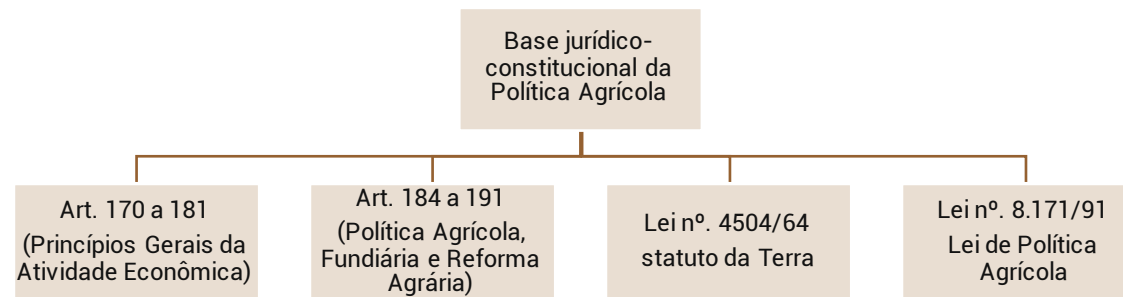 Base jurídico-
constitucional da
Política Agrícola
Art. 170 a 181
(Princípios Gerais da
Atividade Econômica)
Art. 184 a 191
(Política Agrícola,
Fundiária e Reforma
Agrária)
Lei nº. 4504/64
statuto da Terra
Lei nº. 8.171/91
Lei de Política
Agrícola